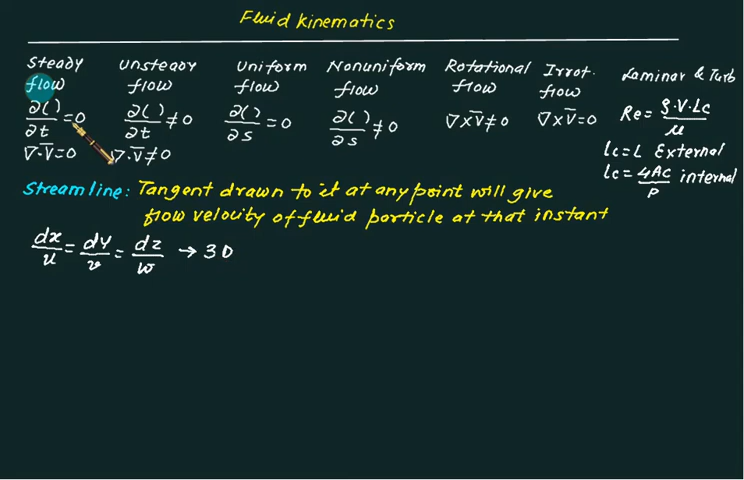 Fluid kinematics
Steady flow
∂( )/∂t = 0
∇·V̅ = 0
Unsteady flow
∂( )/∂t ≠ 0
∇·V̅ ≠ 0
Uniform flow
∂( )/∂s = 0
Nonuniform flow
∂( )/∂s ≠ 0
Rotational flow
∇×V̅ ≠ 0
Irrot. flow
∇×V̅ = 0
Laminar & Turb
Re = ρ·V·Lc/μ
lc = L External
lc = 4Ac/P internal
Stream line: Tangent drawn to it at any point will give
flow velocity of fluid particle at that instant
dx/u = dy/v = dz/w → 3D